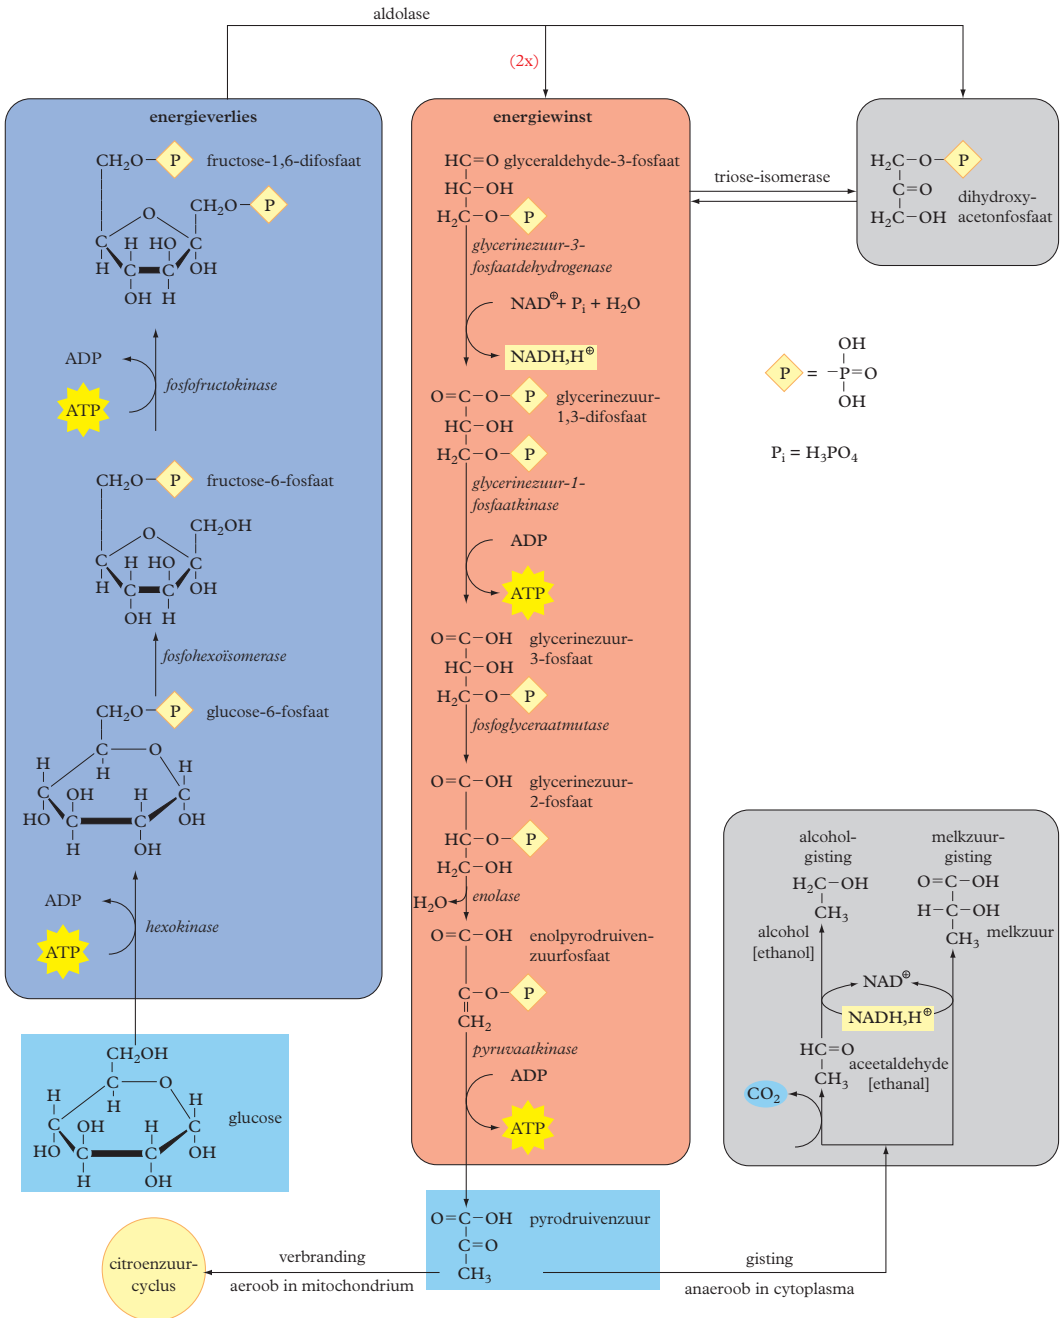 aldolase
(2x)
energieverlies
CH₂O–P fructose-1,6-difosfaat
CH₂O–P
O
C H HO C
H C C OH
OH H
ADP
ATP
fosfofructokinase
CH₂O–P fructose-6-fosfaat
CH₂OH
O
C H HO C
H C C OH
OH H
fosfohexoïsomerase
CH₂O–P glucose-6-fosfaat
C O
H H H
C OH H C
HO C C OH
H OH
ADP
ATP
hexokinase
CH₂OH
C O
H H H
C OH H C
HO C C OH
H OH
glucose
energiewinst
HC=O glyceraldehyde-3-fosfaat
HC–OH
H₂C–O–P
glycerinezuur-3-
fosfaatdehydrogenase
NAD⊕+ Pᵢ + H₂O
NADH,H⊕
O=C–O–P glycerinezuur-
1,3-difosfaat
HC–OH
H₂C–O–P
glycerinezuur-1-
fosfaatkinase
ADP
ATP
O=C–OH glycerinezuur-
3-fosfaat
HC–OH
H₂C–O–P
fosfoglyceraatmutase
O=C–OH glycerinezuur-
2-fosfaat
HC–O–P
H₂C–OH
H₂O enolase
O=C–OH enolpyrodruiven-
zuurfosfaat
C–O–P
CH₂
pyruvaatkinase
ADP
ATP
O=C–OH pyrodruivenzuur
C=O
CH₃
triose-isomerase
H₂C–O–P
C=O
H₂C–OH
dihydroxy-
acetonfosfaat
OH
P = –P=O
OH
Pᵢ = H₃PO₄
alcohol-
gisting
H₂C–OH
CH₃
alcohol
[ethanol]
melkzuur-
gisting
O=C–OH
H–C–OH
CH₃ melkzuur
NAD⊕
NADH,H⊕
HC=O
CH₃
aceetaldehyde
[ethanal]
CO₂
verbranding
aeroob in mitochondrium
citroenzuur-
cyclus
gisting
anaeroob in cytoplasma